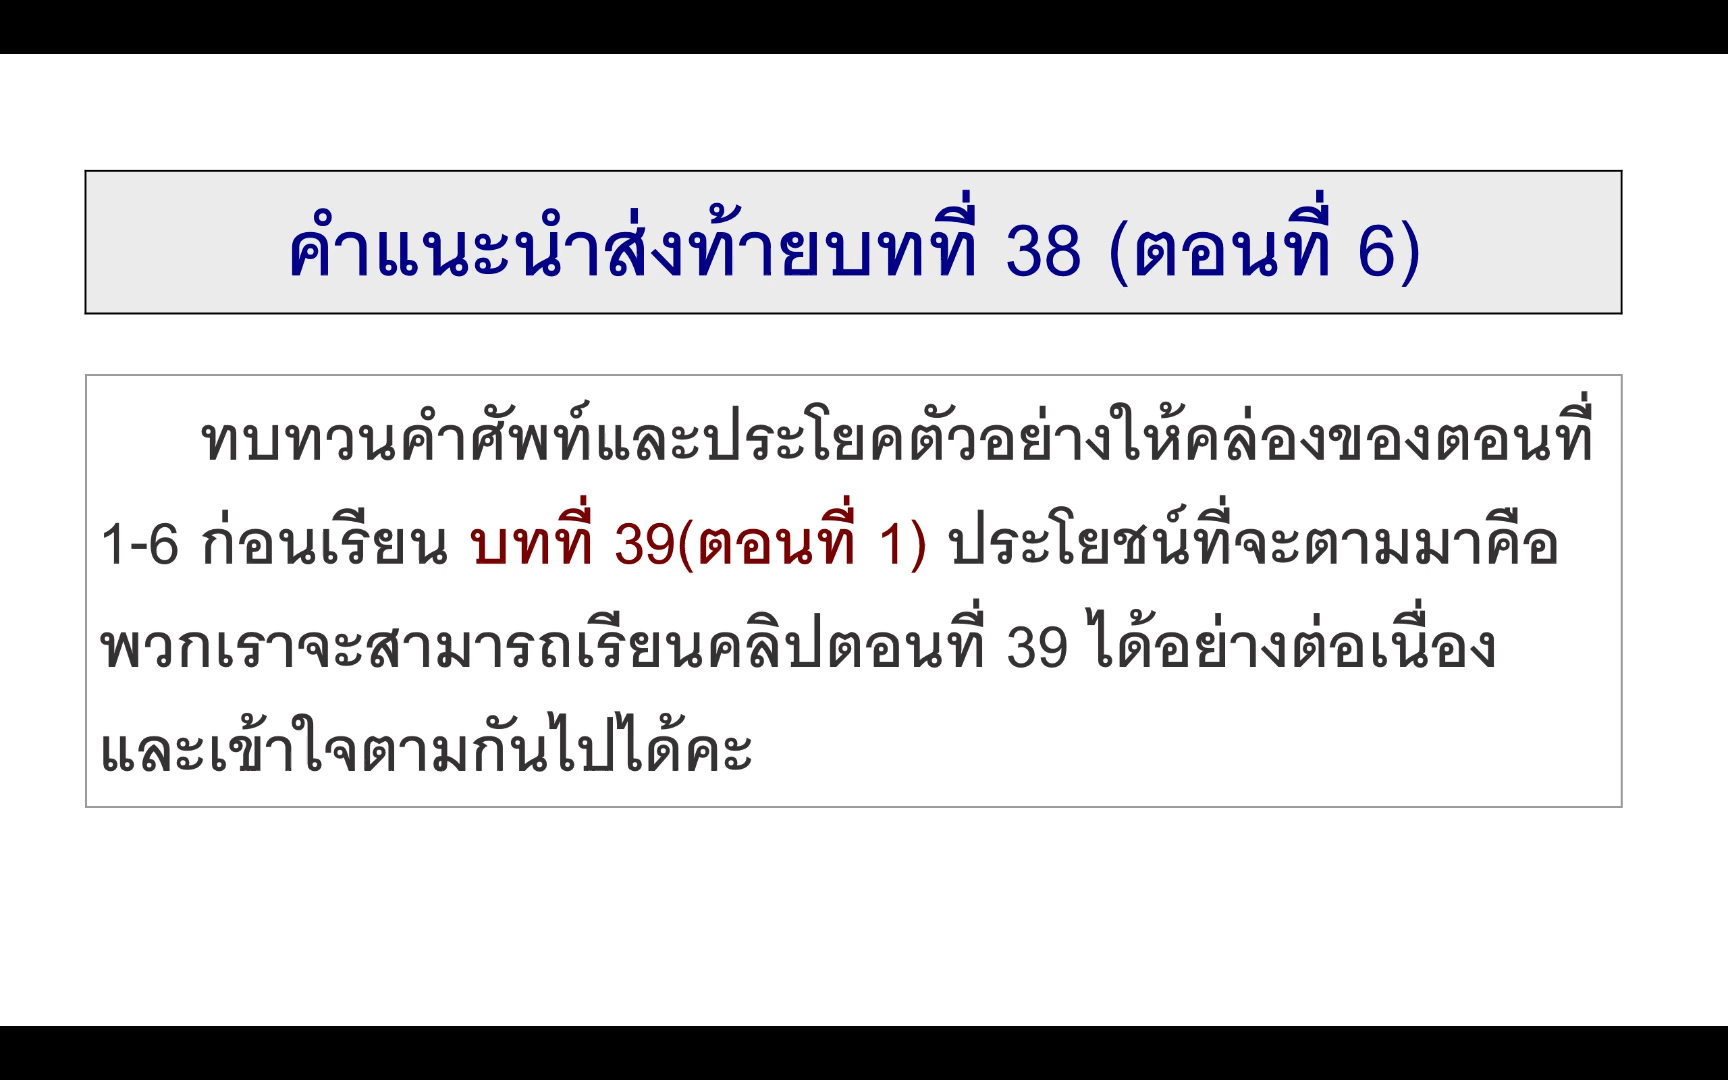 คำแนะนำส่งท้ายบทที่ 38 (ตอนที่ 6)
ทบทวนคำศัพท์และประโยคตัวอย่างให้คล่องของตอนที่
1-6 ก่อนเรียน บทที่ 39(ตอนที่ 1) ประโยชน์ที่จะตามมาคือ
พวกเราจะสามารถเรียนคลิปตอนที่ 39 ได้อย่างต่อเนื่อง
และเข้าใจตามกันไปได้คะ